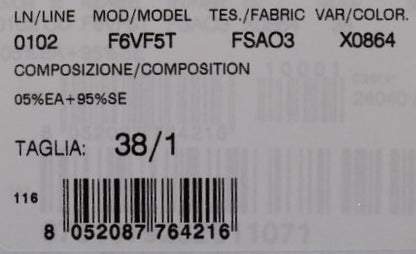 LN/LINE MOD/MODEL TES./FABRIC VAR/COLOR.
0102 F6VF5T FSAO3 X0864
COMPOSIZIONE/COMPOSITION
05%EA+95%SE
TAGLIA: 38/1
116
8 052087 764216